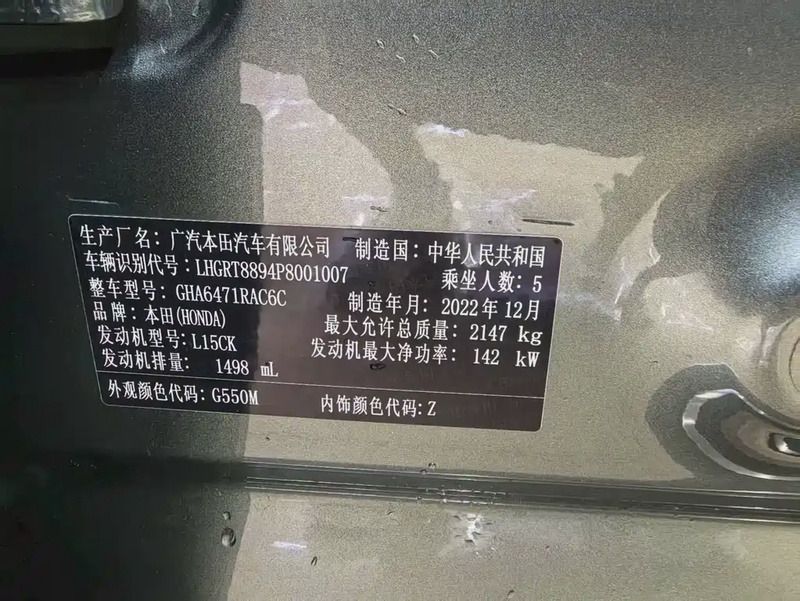 生产厂名：广汽本田汽车有限公司 制造国：中华人民共和国
车辆识别代号：LHGRT8894P8001007 乘坐人数：5
整车型号：GHA6471RAC6C 制造年月：2022年12月
品牌：本田(HONDA) 最大允许总质量：2147 kg
发动机型号：L15CK 发动机最大净功率：142 kW
发动机排量：1498 mL
外观颜色代码：G550M 内饰颜色代码：Z